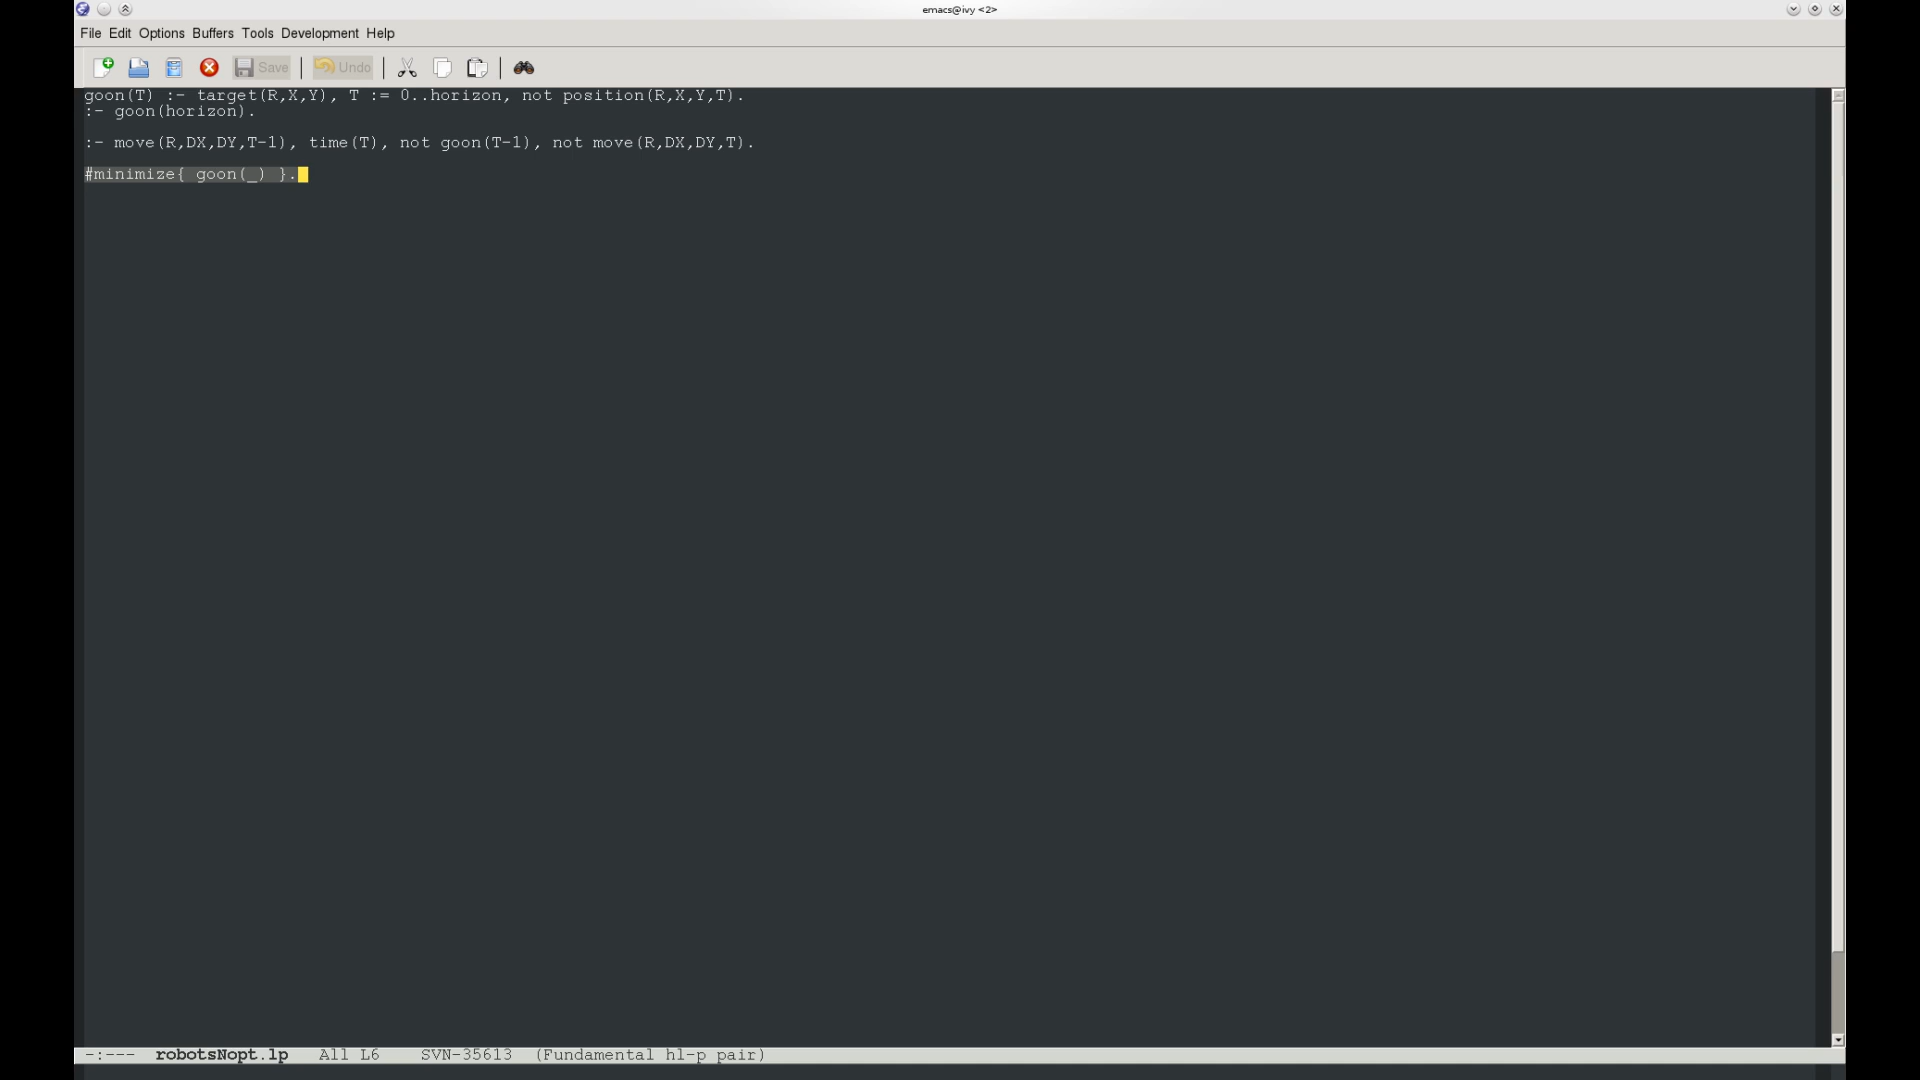 emacs@ivy <2>
File Edit Options Buffers Tools Development Help
Save Undo
goon(T) :- target(R,X,Y), T := 0..horizon, not position(R,X,Y,T).
:- goon(horizon).
:- move(R,DX,DY,T-1), time(T), not goon(T-1), not move(R,DX,DY,T).
#minimize{ goon(_) }.
-:--- robotsNopt.lp All L6 SVN-35613 (Fundamental hl-p pair)